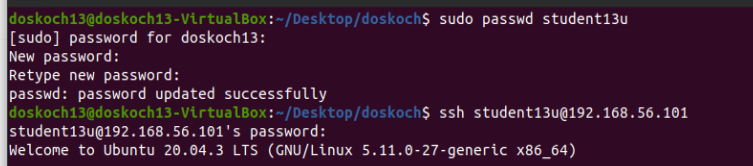 doskoch13@doskoch13-VirtualBox:~/Desktop/doskoch$ sudo passwd student13u
[sudo] password for doskoch13:
New password:
Retype new password:
passwd: password updated successfully
doskoch13@doskoch13-VirtualBox:~/Desktop/doskoch$ ssh student13u@192.168.56.101
student13u@192.168.56.101's password:
Welcome to Ubuntu 20.04.3 LTS (GNU/Linux 5.11.0-27-generic x86_64)